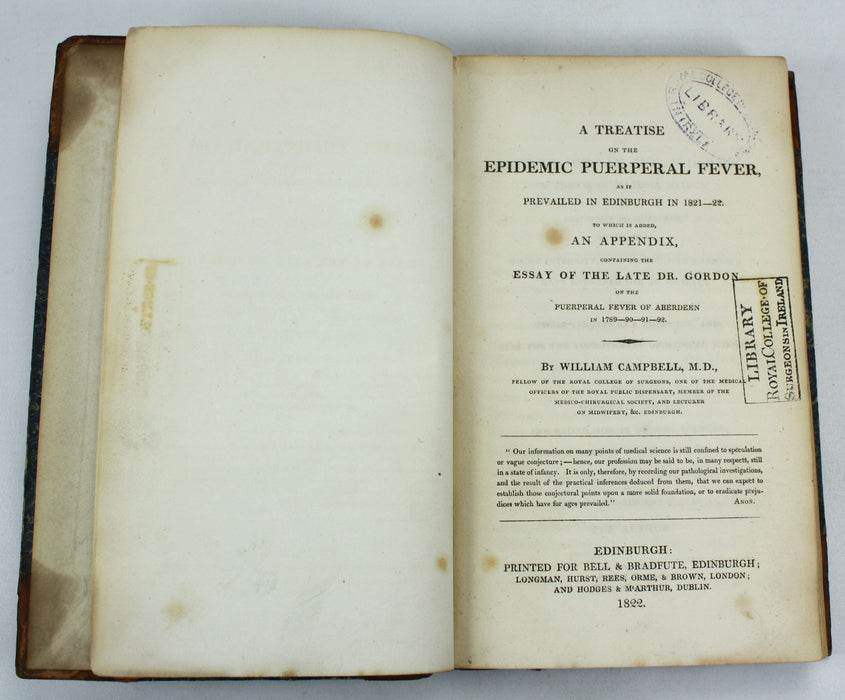 ROYAL COLLEGE
LIBRARY
A TREATISE
ON THE
EPIDEMIC PUERPERAL FEVER,
AS IT
PREVAILED IN EDINBURGH IN 1821—22.
TO WHICH IS ADDED,
AN APPENDIX,
CONTAINING THE
ESSAY OF THE LATE DR. GORDON
ON THE
PUERPERAL FEVER OF ABERDEEN
IN 1789—90—91—92.
BY WILLIAM CAMPBELL, M.D.,
FELLOW OF THE ROYAL COLLEGE OF SURGEONS, ONE OF THE MEDICAL
OFFICERS OF THE ROYAL PUBLIC DISPENSARY, MEMBER OF THE
MEDICO-CHIRURGICAL SOCIETY, AND LECTURER
ON MIDWIFERY, &c. EDINBURGH.
LIBRARY
ROYAL COLLEGE OF
SURGEONS IN IRELAND
" Our information on many points of medical science is still confined to speculation
or vague conjecture ; — hence, our profession may be said to be, in many respects, still
in a state of infancy. It is only, therefore, by recording our pathological investigations,
and the result of the practical inferences deduced from them, that we can expect to
establish those conjectural points upon a more solid foundation, or to eradicate preju-
dices which have for ages prevailed." ANON.
EDINBURGH:
PRINTED FOR BELL & BRADFUTE, EDINBURGH;
LONGMAN, HURST, REES, ORME, & BROWN, LONDON;
AND HODGES & McARTHUR, DUBLIN.
1822.